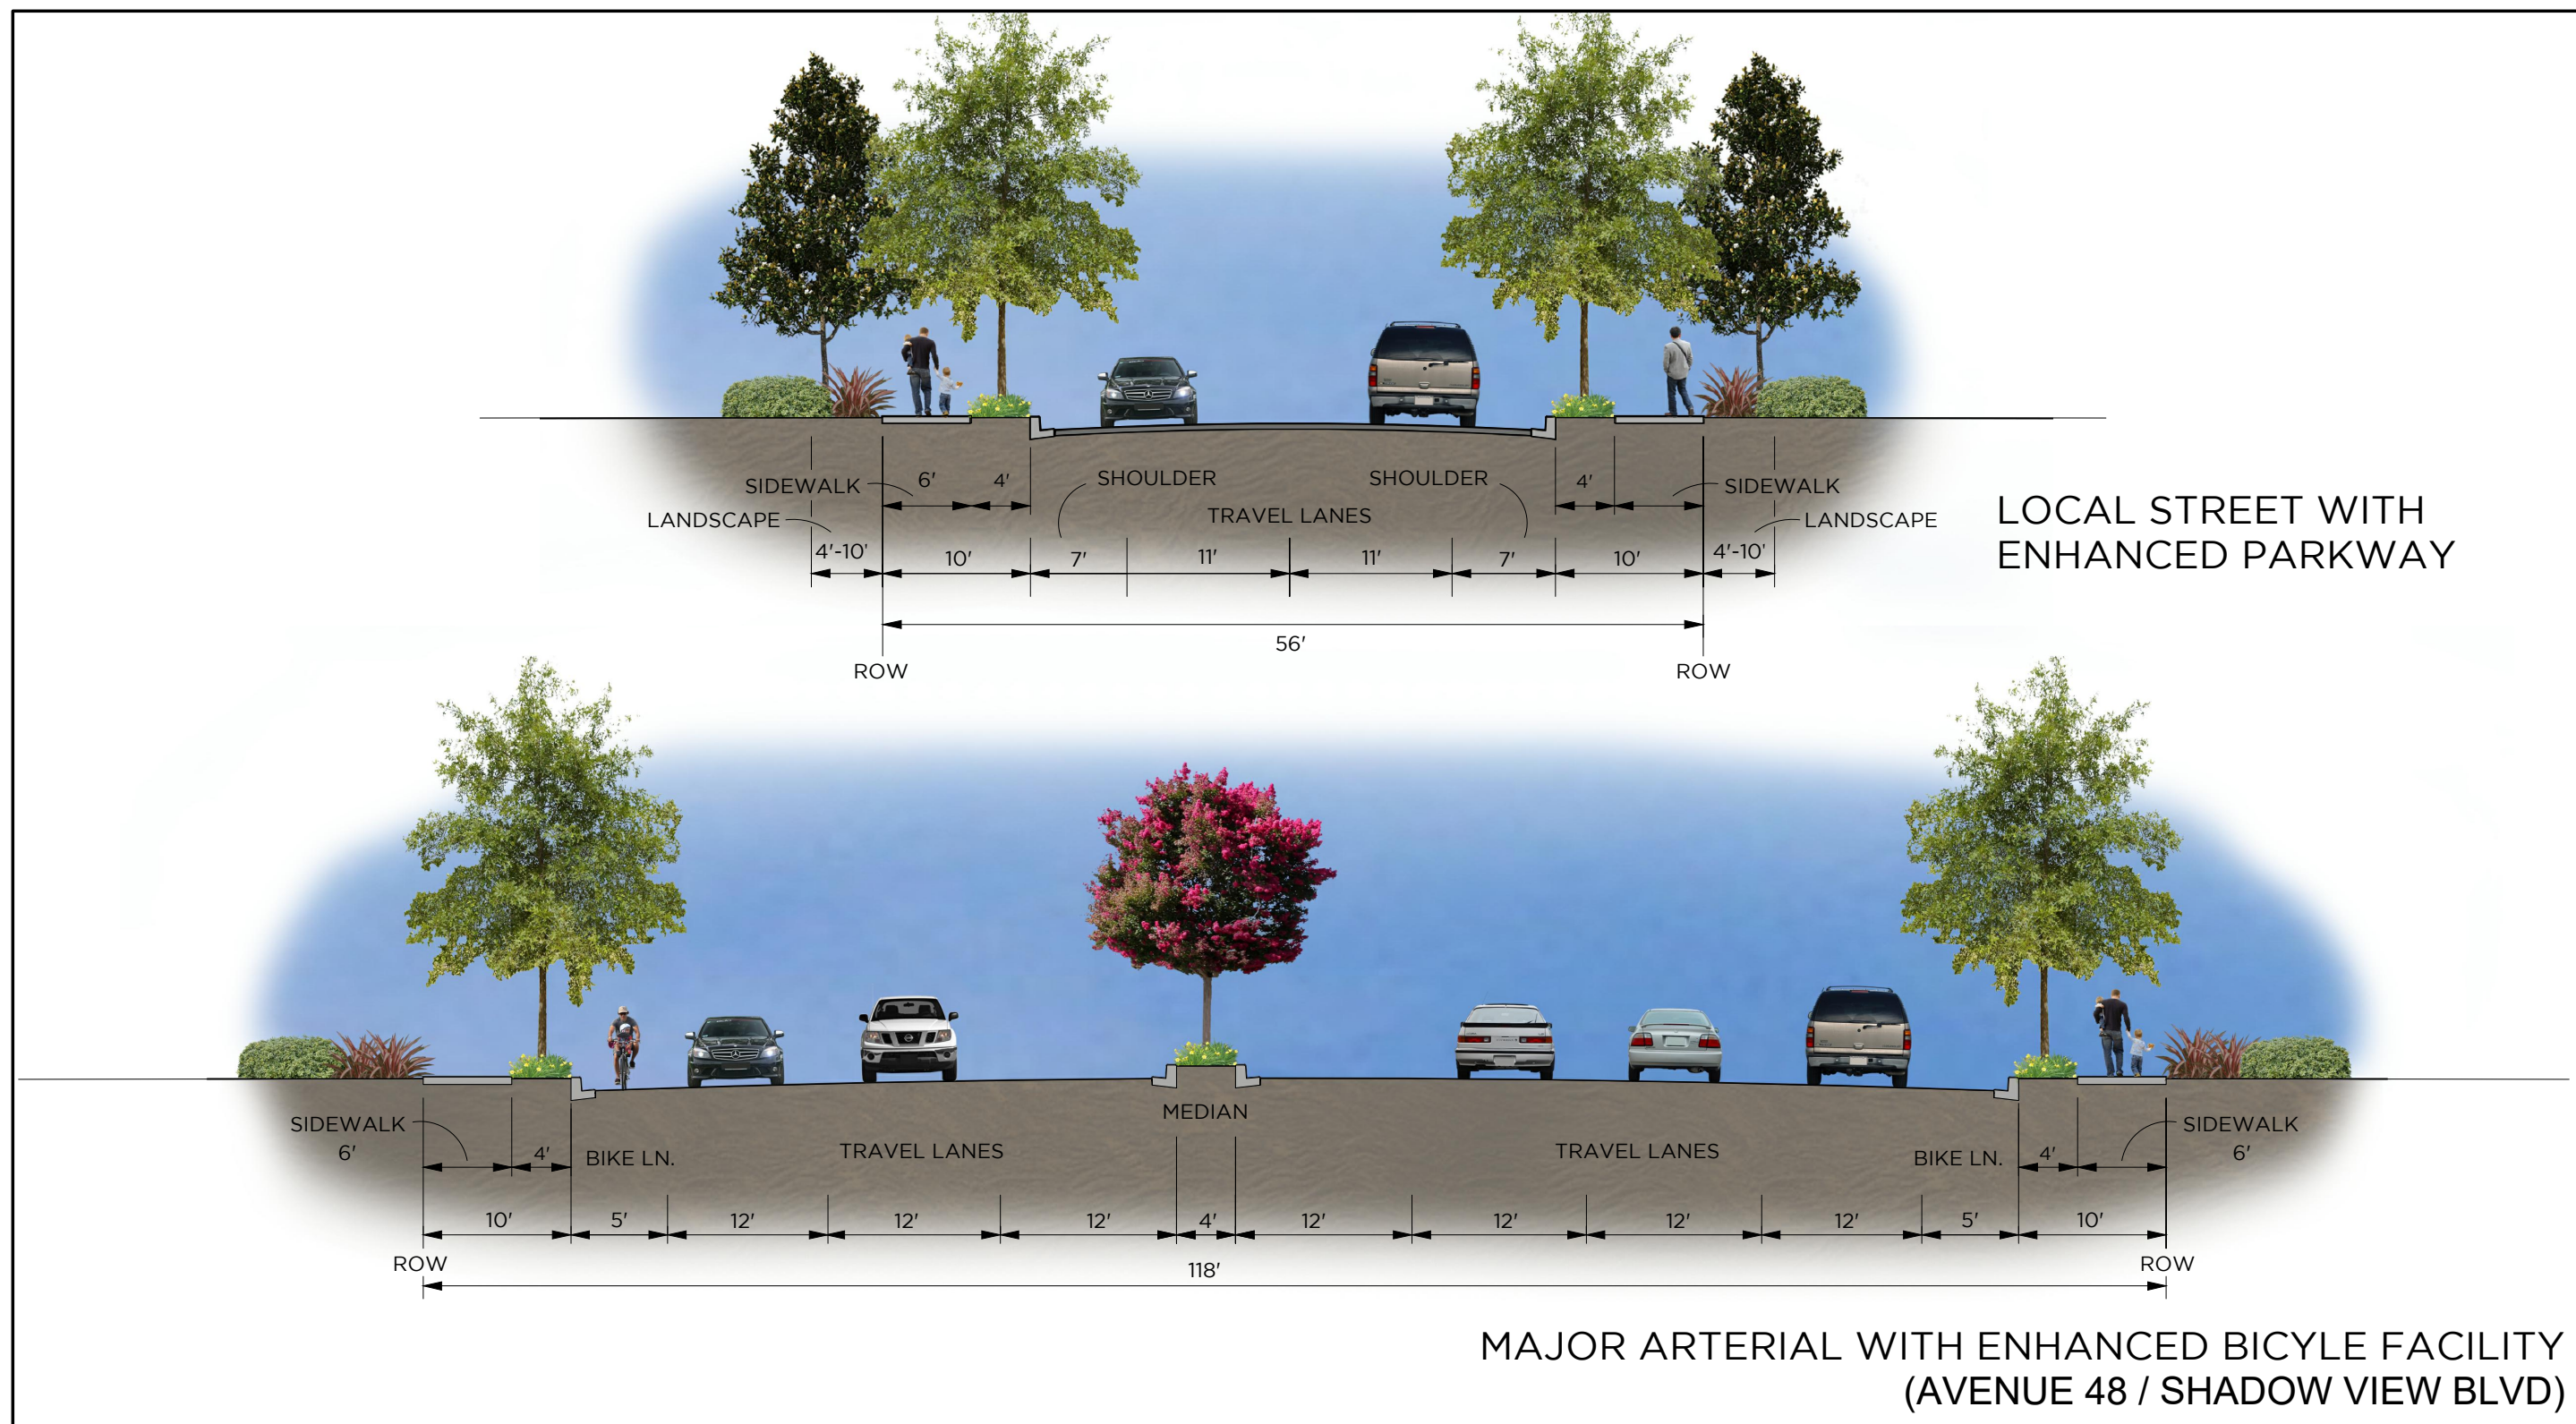 6'
4'
SHOULDER
SHOULDER
4'
SIDEWALK
SIDEWALK
LANDSCAPE
TRAVEL LANES
LANDSCAPE
4'-10'
10'
7'
11'
11'
7'
10'
4'-10'
LOCAL STREET WITH
ENHANCED PARKWAY
56'
ROW
ROW
MEDIAN
SIDEWALK
6'
4'
BIKE LN.
TRAVEL LANES
TRAVEL LANES
BIKE LN.
4'
SIDEWALK
6'
10'
5'
12'
12'
12'
4'
12'
12'
12'
12'
5'
10'
ROW
ROW
118'
MAJOR ARTERIAL WITH ENHANCED BICYLE FACILITY
(AVENUE 48 / SHADOW VIEW BLVD)